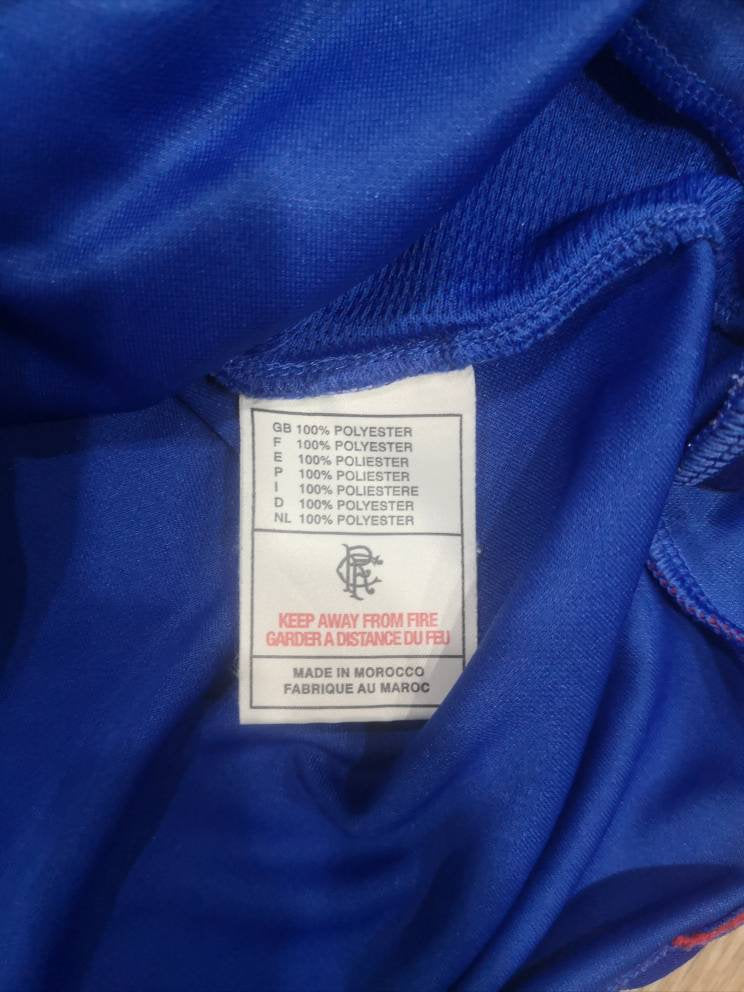 GB 100% POLYESTER
F 100% POLYESTER
E 100% POLIESTER
P 100% POLIESTER
I 100% POLIESTERE
D 100% POLYESTER
NL 100% POLYESTER
RFC
KEEP AWAY FROM FIRE
GARDER A DISTANCE DU FEU
MADE IN MOROCCO
FABRIQUE AU MAROC